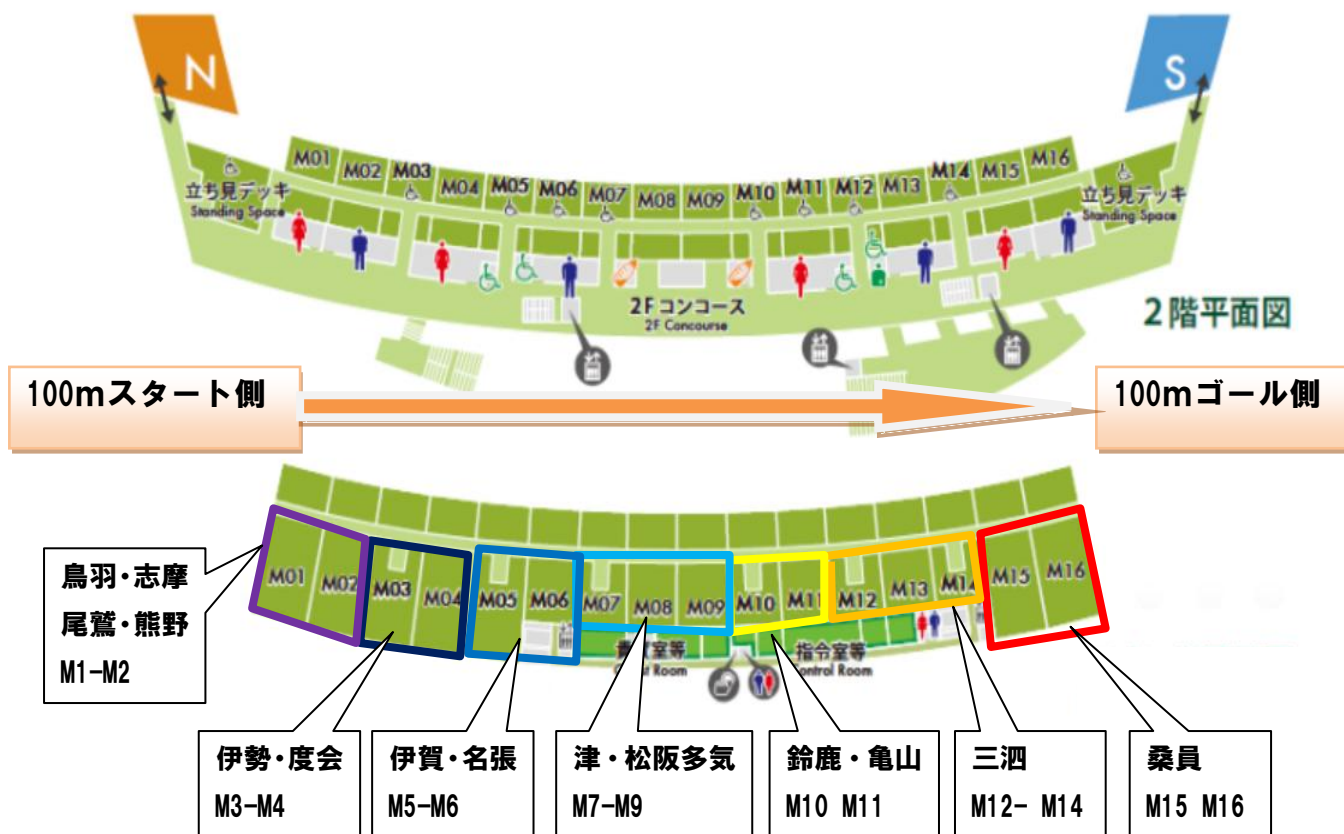 N
S
M01 M02 M03 M04 M05 M06 M07 M08 M09 M10 M11 M12 M13 M14 M15 M16
立ち見デッキ
Standing Space
立ち見デッキ
Standing Space
2Fコンコース
2F Concourse
2階平面図
100mスタート側
100mゴール側
M01 M02 M03 M04 M05 M06 M07 M08 M09 M10 M11 M12 M13 M14 M15 M16
室等
Room
指令室等
ontrol Room
鳥羽・志摩
尾鷲・熊野
M1-M2
伊勢・度会
M3-M4
伊賀・名張
M5-M6
津・松阪多気
M7-M9
鈴鹿・亀山
M10 M11
三泗
M12- M14
桑員
M15 M16